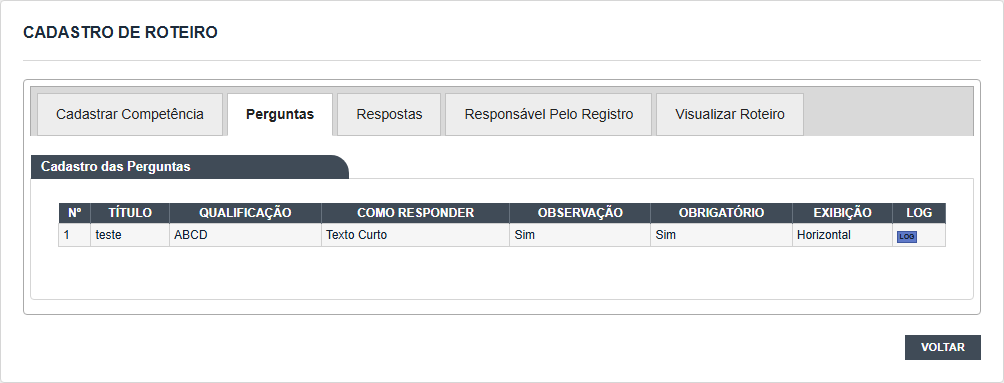 CADASTRO DE ROTEIRO
Cadastrar Competência Perguntas Respostas Responsável Pelo Registro Visualizar Roteiro
Cadastro das Perguntas
Nº TÍTULO QUALIFICAÇÃO COMO RESPONDER OBSERVAÇÃO OBRIGATÓRIO EXIBIÇÃO LOG
1 teste ABCD Texto Curto Sim Sim Horizontal LOG
VOLTAR